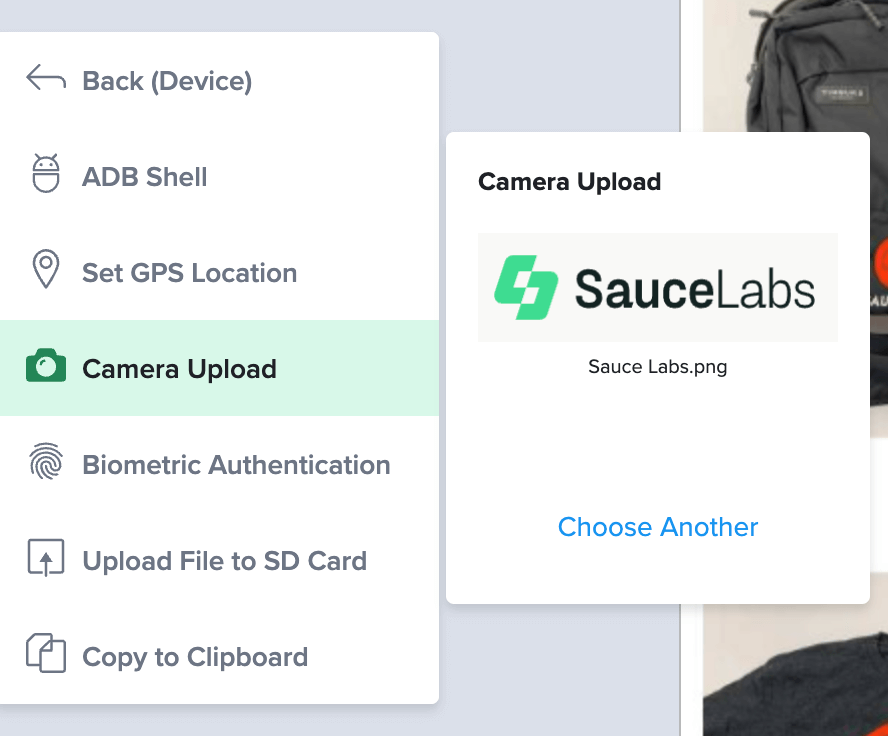 Back (Device)
ADB Shell
Set GPS Location
Camera Upload
Biometric Authentication
Upload File to SD Card
Copy to Clipboard
Camera Upload
SauceLabs
Sauce Labs.png
Choose Another